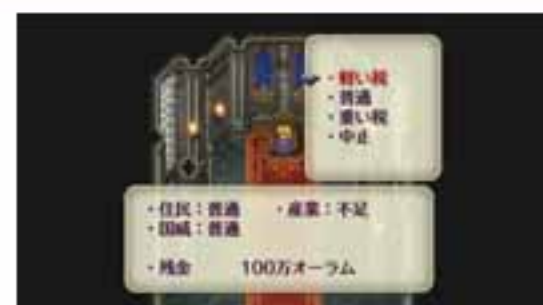 ・軽い税
・普通
・重い税
・中止
・住民：普通 ・産業：不足
・国威：普通
・残金 100万オーラム